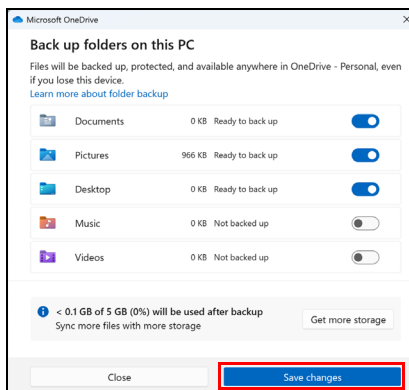 Microsoft OneDrive
Back up folders on this PC
Files will be backed up, protected, and available anywhere in OneDrive - Personal, even
if you lose this device.
Learn more about folder backup
Documents 0 KB Ready to back up
Pictures 966 KB Ready to back up
Desktop 0 KB Ready to back up
Music 0 KB Not backed up
Videos 0 KB Not backed up
< 0.1 GB of 5 GB (0%) will be used after backup
Sync more files with more storage
Get more storage
Close Save changes